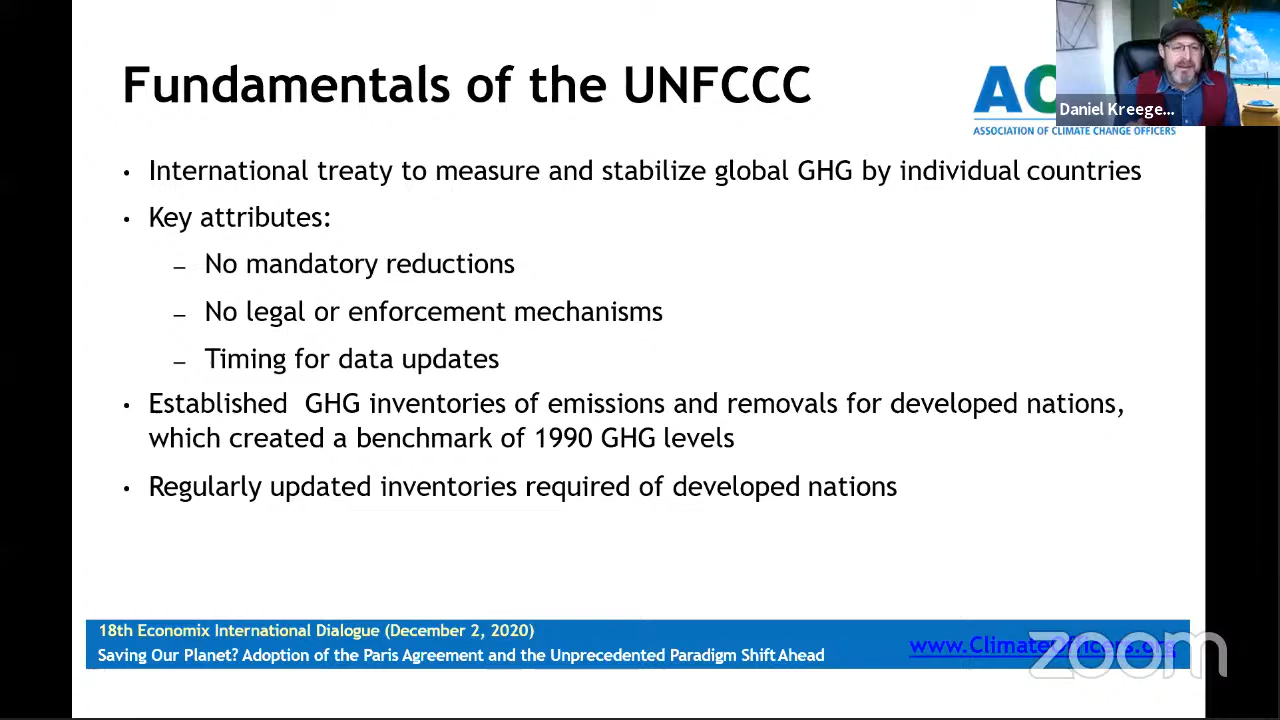 Fundamentals of the UNFCCC
AC
Daniel Kreege...
ASSOCIATION OF CLIMATE CHANGE OFFICERS
• International treaty to measure and stabilize global GHG by individual countries
• Key attributes:
– No mandatory reductions
– No legal or enforcement mechanisms
– Timing for data updates
• Established GHG inventories of emissions and removals for developed nations,
which created a benchmark of 1990 GHG levels
• Regularly updated inventories required of developed nations
18th Economix International Dialogue (December 2, 2020)
Saving Our Planet? Adoption of the Paris Agreement and the Unprecedented Paradigm Shift Ahead
www.ClimateOfficers.org
zoom